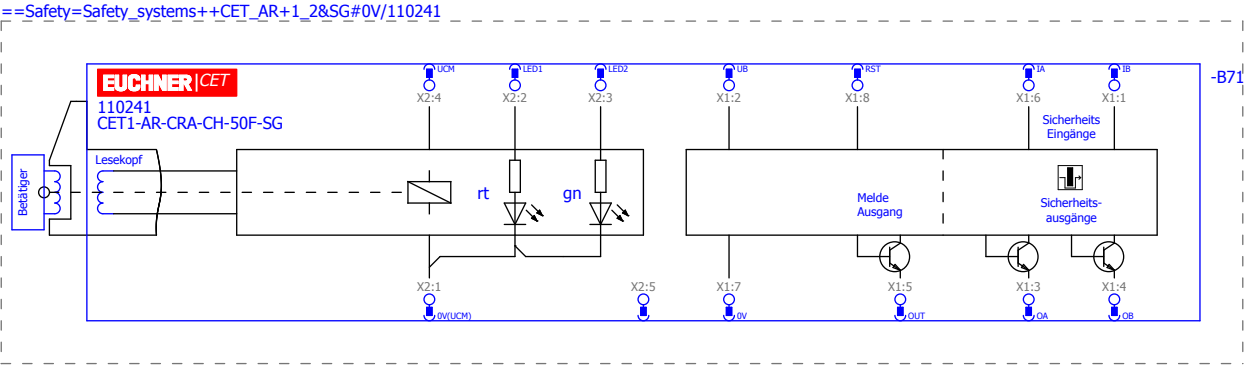 ==Safety=Safety_systems++CET_AR+1_2&SG#0V/110241
UCM LED1 LED2 UB RST IA IB
-B71
EUCHNER|CET
X2:4 X2:2 X2:3 X1:2 X1:8 X1:6 X1:1
110241
CET1-AR-CRA-CH-50F-SG
Sicherheits
Eingänge
Lesekopf
Betätiger
rt gn
Melde
Ausgang
Sicherheits-
ausgänge
X2:1 X2:5 X1:7 X1:5 X1:3 X1:4
0V(UCM) 0V OUT OA OB